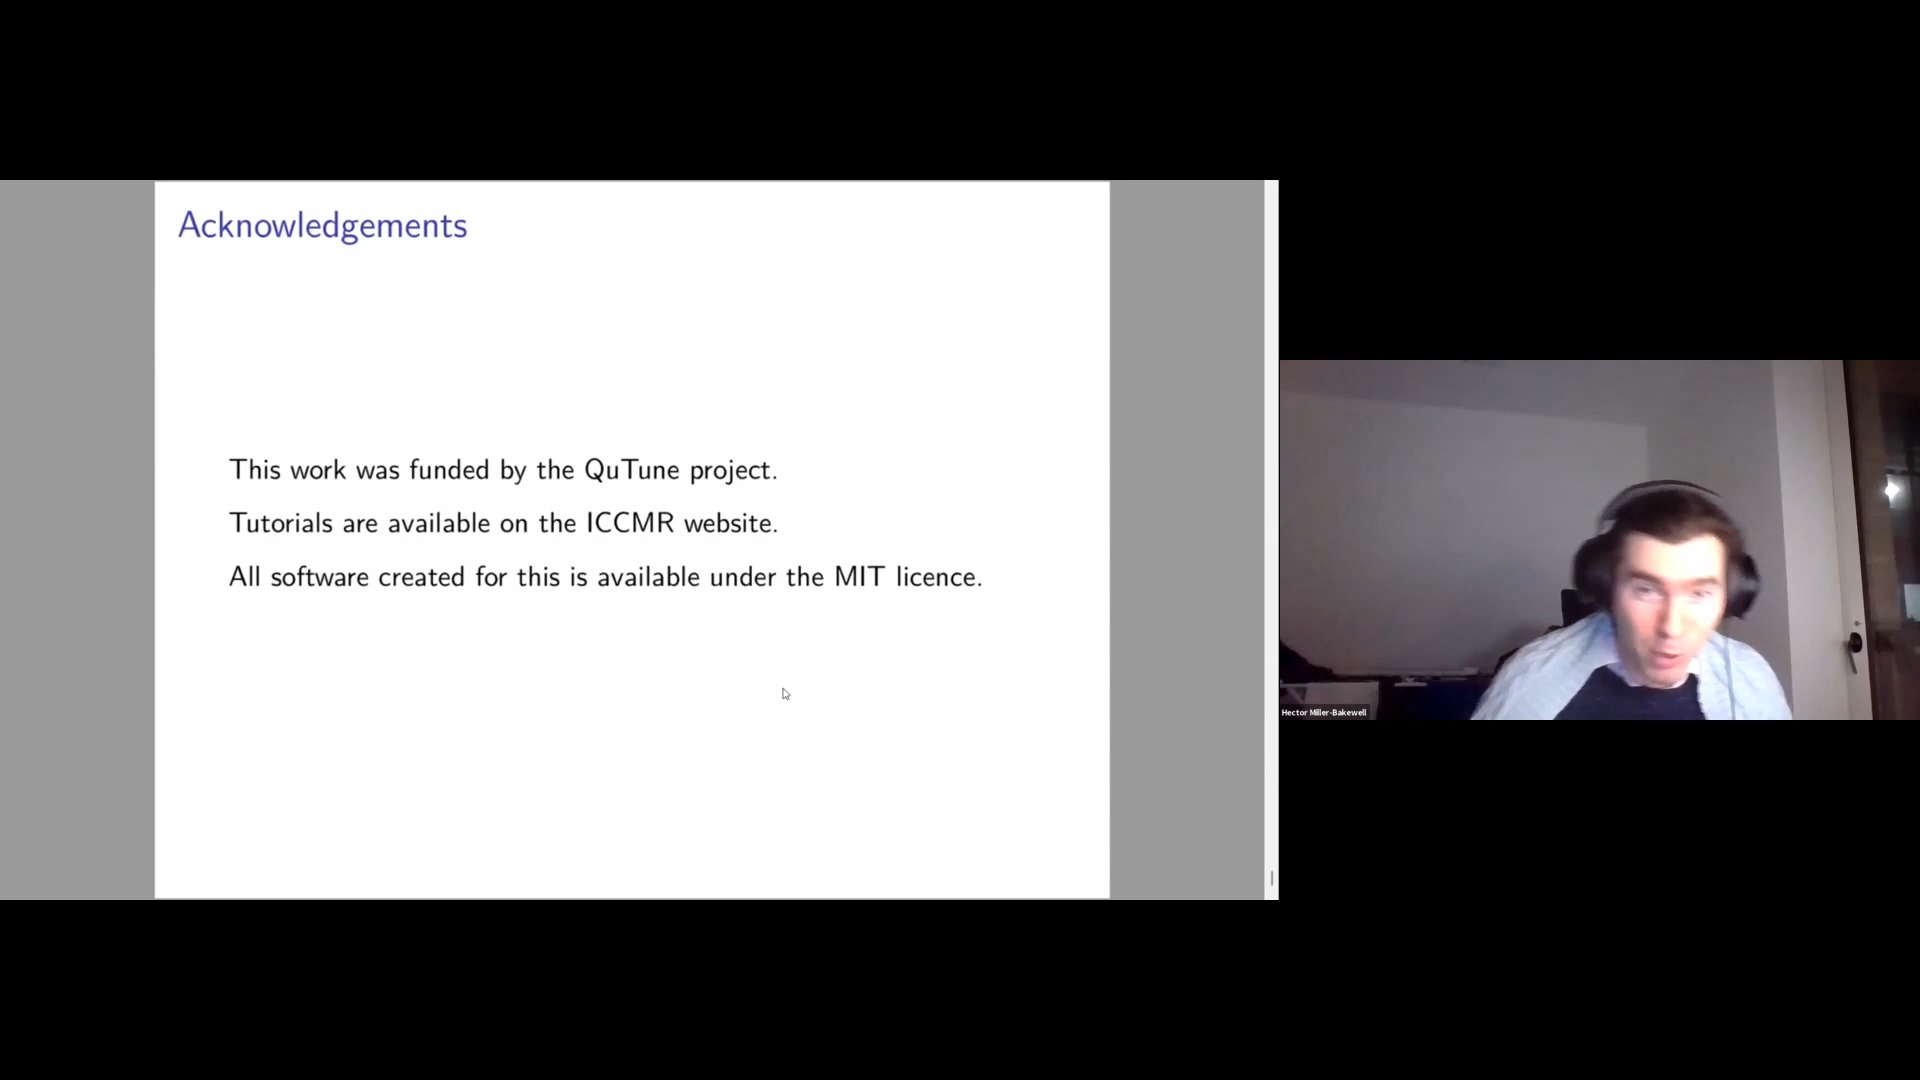 Acknowledgements
This work was funded by the QuTune project.
Tutorials are available on the ICCMR website.
All software created for this is available under the MIT licence.
Hector Miller-Bakewell